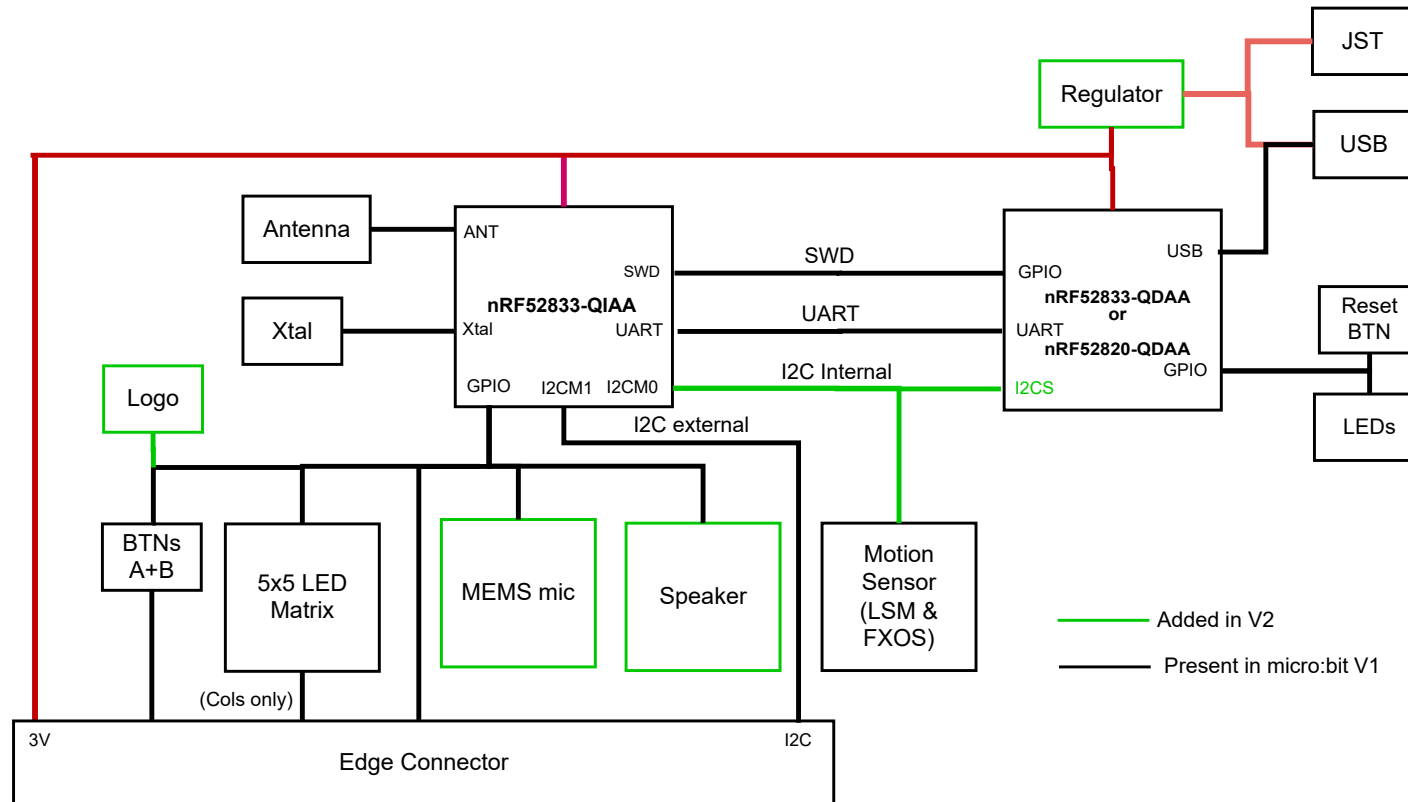 JST
Regulator
USB
Antenna
ANT
SWD
USB
SWD
GPIO
nRF52833-QIAA
nRF52833-QDAA
or
nRF52820-QDAA
Xtal
Xtal
UART
UART
UART
Reset
BTN
GPIO
GPIO
I2CM1
I2CM0
I2C Internal
I2CS
Logo
I2C external
LEDs
BTNs
A+B
5x5 LED
Matrix
MEMS mic
Speaker
Motion
Sensor
(LSM &
FXOS)
Added in V2
Present in micro:bit V1
(Cols only)
3V
I2C
Edge Connector